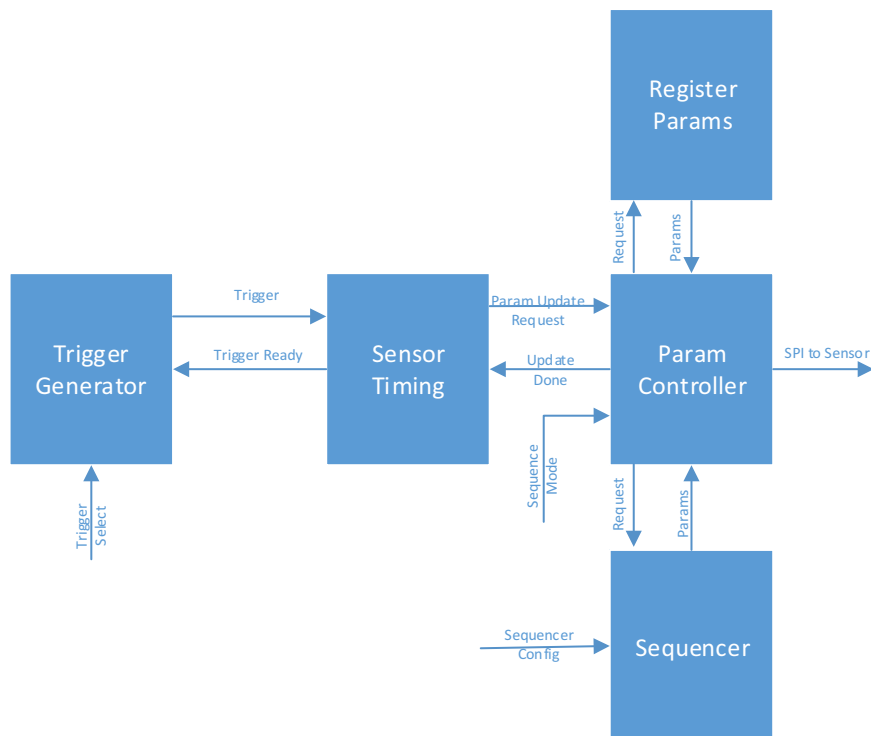 Register
Params
Request
Params
Trigger
Param Update
Request
Trigger Ready
Update
Done
SPI to Sensor
Trigger
Generator
Sensor
Timing
Param
Controller
Sequence
Mode
Request
Params
Trigger
Select
Sequencer
Config
Sequencer